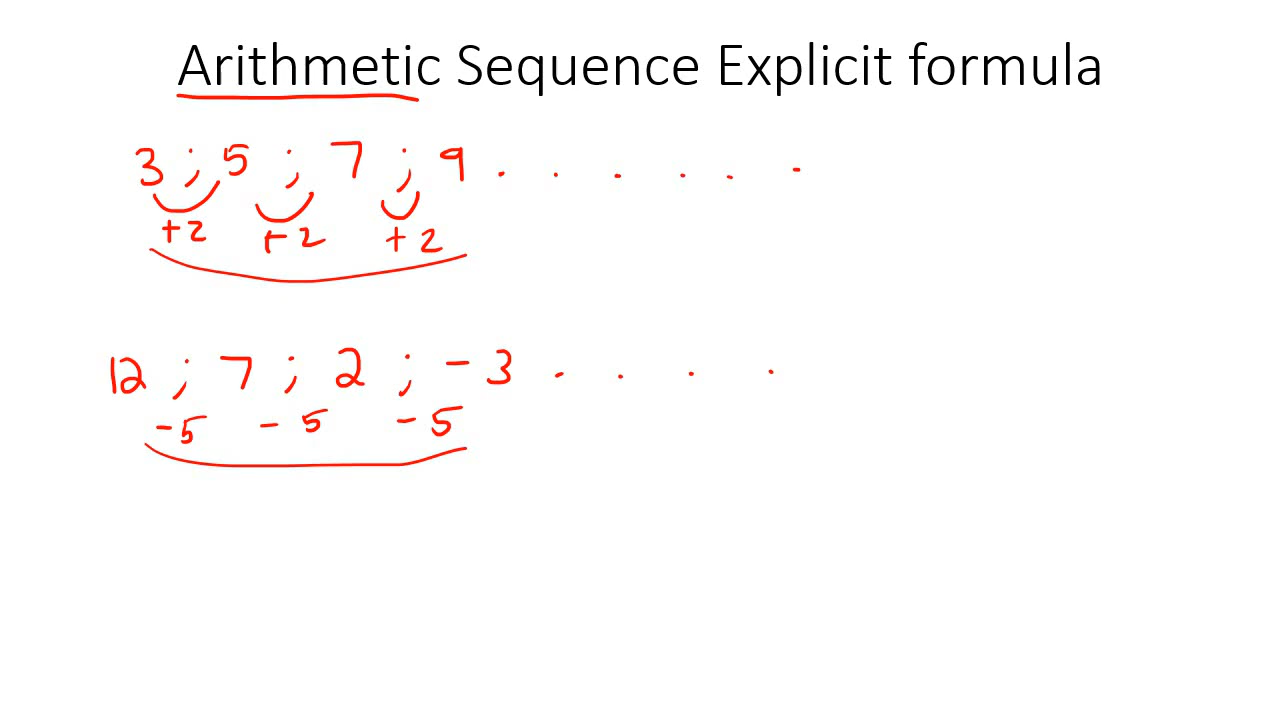 Arithmetic Sequence Explicit formula
3 ; 5 ; 7 ; 9 . . . . . .
+2 +2 +2
12 ; 7 ; 2 ; -3 . . . .
-5 -5 -5